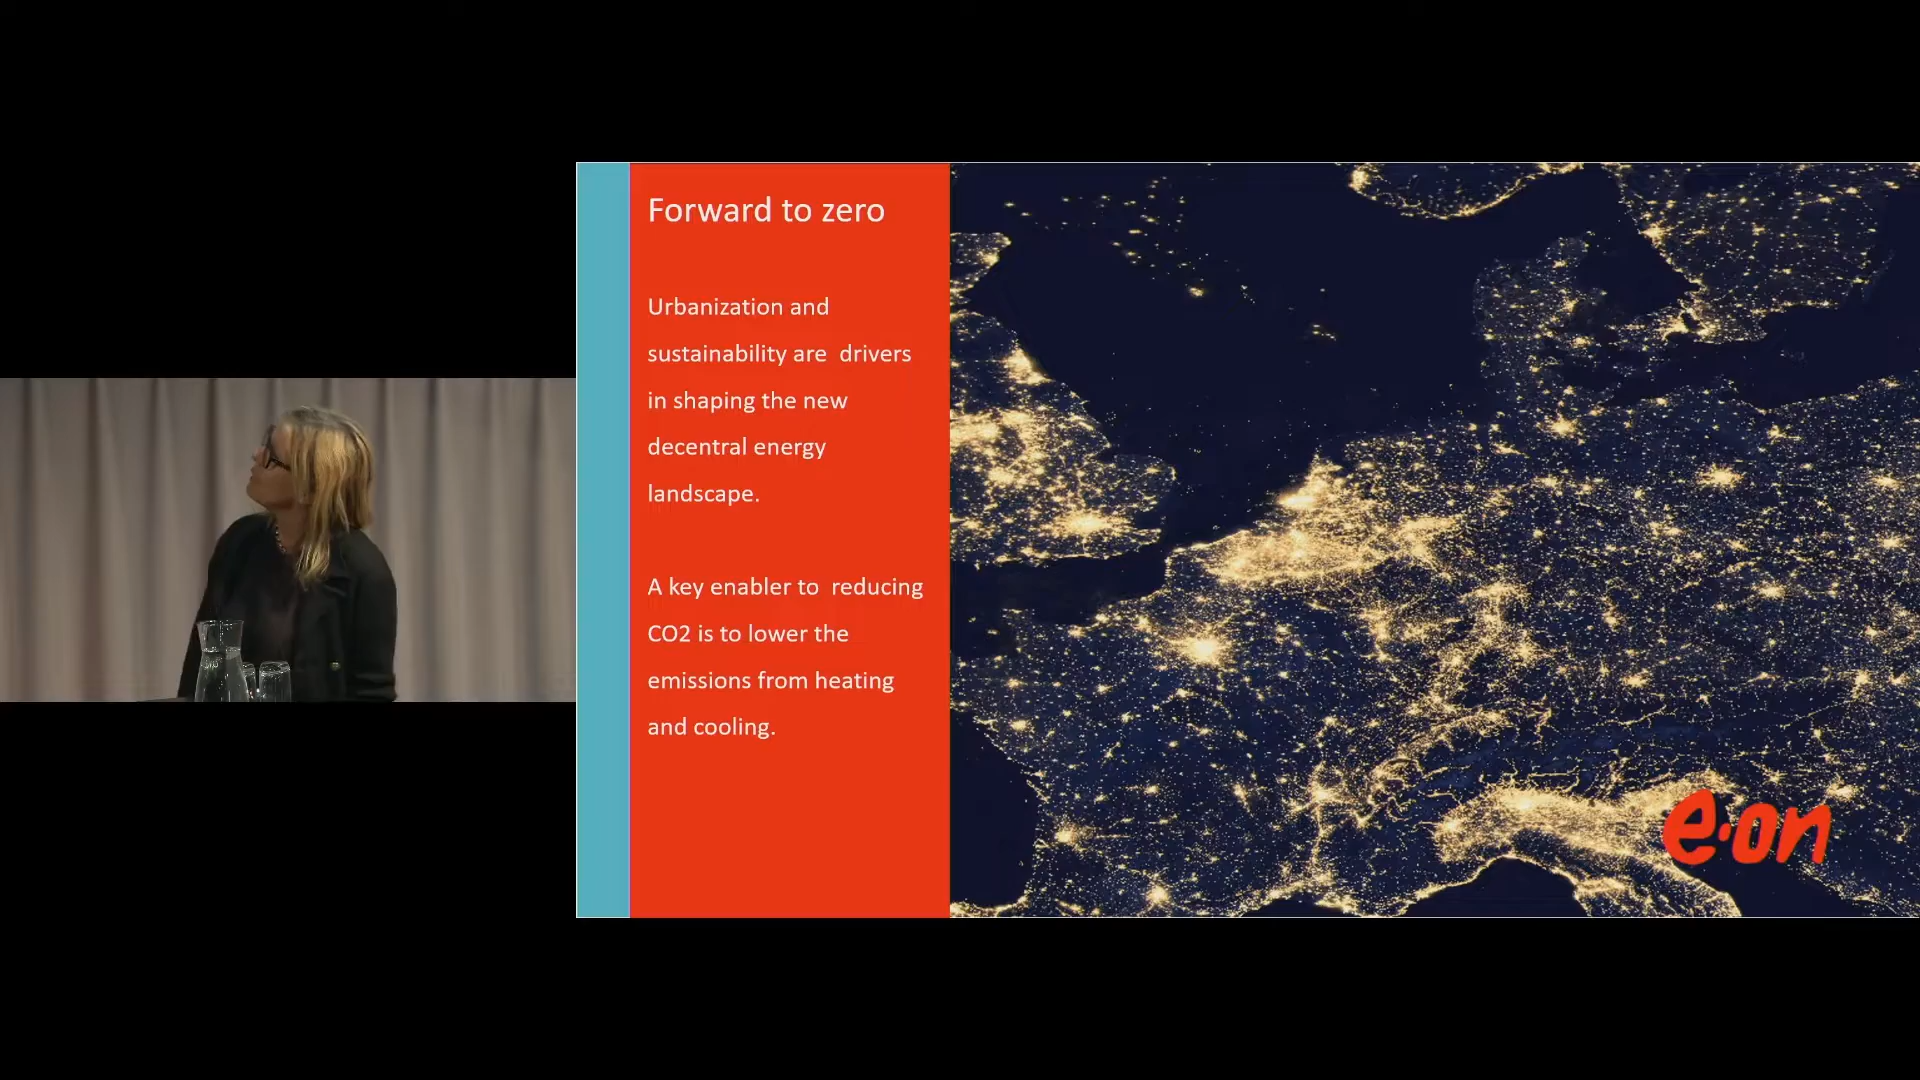 Forward to zero
Urbanization and
sustainability are  drivers
in shaping the new
decentral energy
landscape.
A key enabler to  reducing
CO2 is to lower the
emissions from heating
and cooling.
e·on